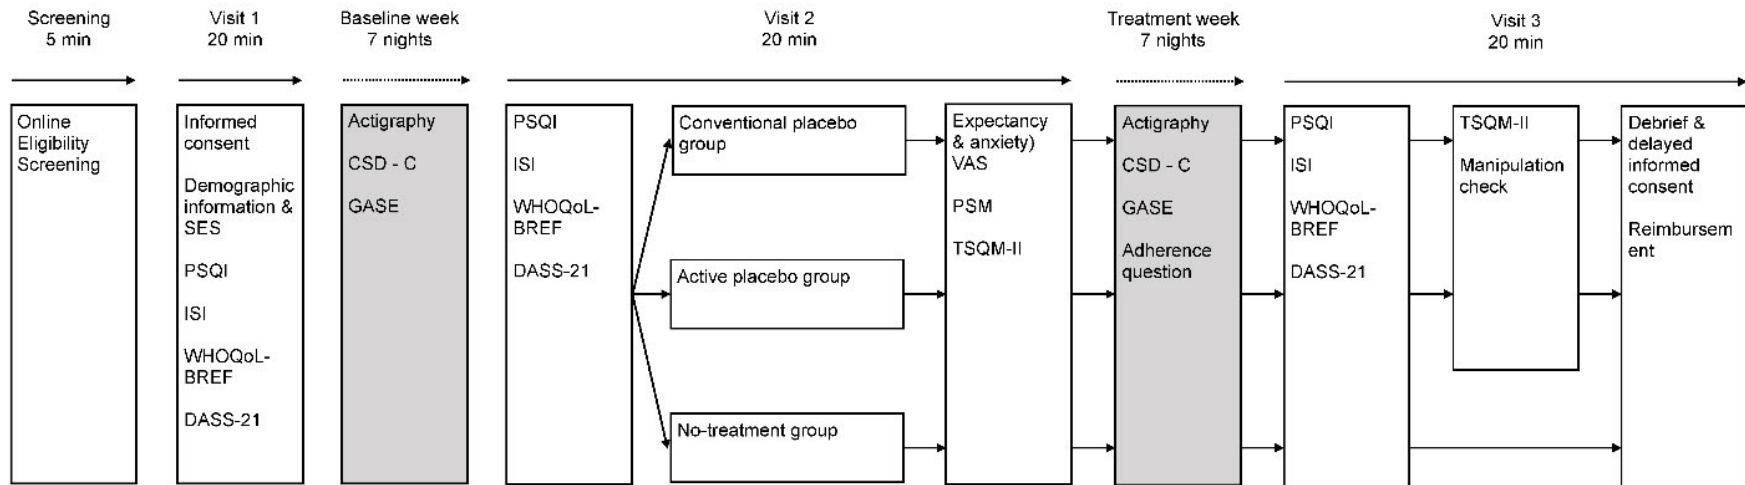 Screening
5 min
Visit 1
20 min
Baseline week
7 nights
Visit 2
20 min
Treatment week
7 nights
Visit 3
20 min
Online
Eligibility
Screening
Informed
consent
Demographic
information &
SES
PSQI
ISI
WHOQoL-
BREF
DASS-21
Actigraphy
CSD - C
GASE
PSQI
ISI
WHOQoL-
BREF
DASS-21
Conventional placebo
group
Active placebo group
No-treatment group
Expectancy
& anxiety)
VAS
PSM
TSQM-II
Actigraphy
CSD - C
GASE
Adherence
question
PSQI
ISI
WHOQoL-
BREF
DASS-21
TSQM-II
Manipulation
check
Debrief &
delayed
informed
consent
Reimbursem
ent